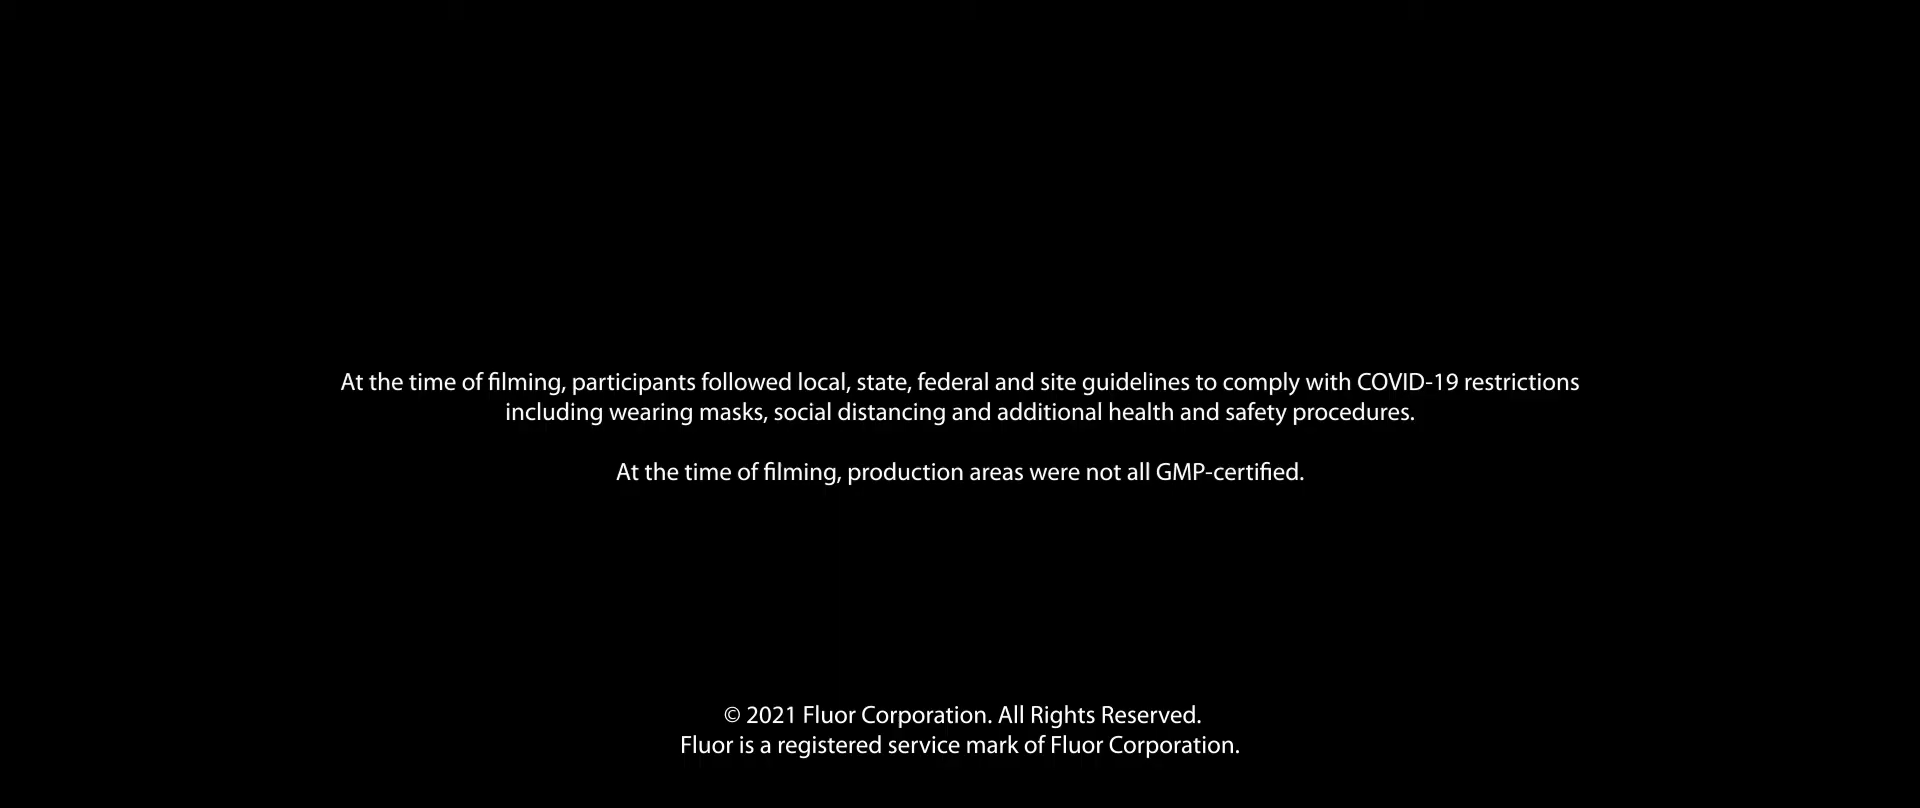 At the time of filming, participants followed local, state, federal and site guidelines to comply with COVID-19 restrictions
including wearing masks, social distancing and additional health and safety procedures.
At the time of filming, production areas were not all GMP-certified.
© 2021 Fluor Corporation. All Rights Reserved.
Fluor is a registered service mark of Fluor Corporation.